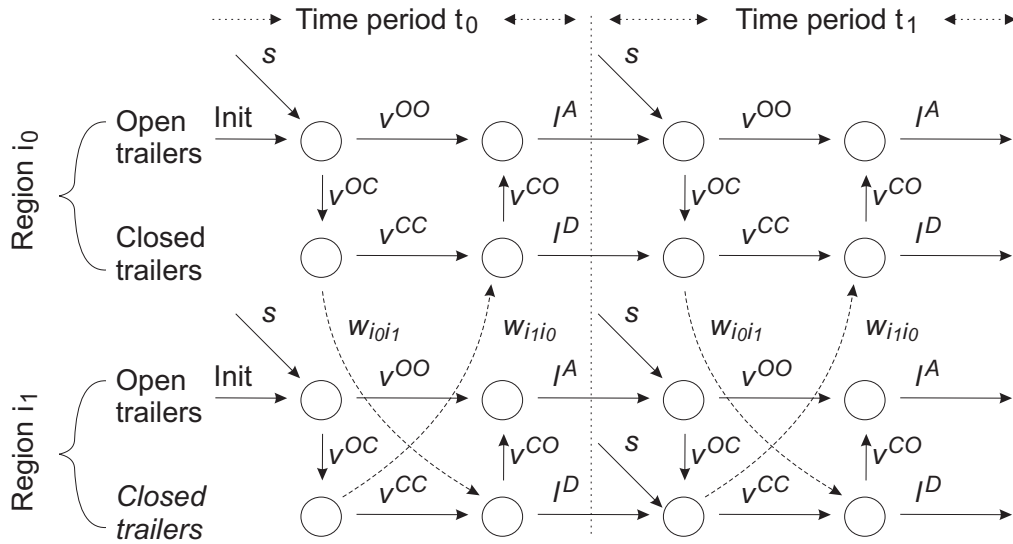 Time period t₀ Time period t₁
s s
Region i₀
Open trailers
Init v^OO I^A v^OO I^A
v^OC v^CO v^OC v^CO
Closed trailers
v^CC I^D v^CC I^D
s w_i0i1 w_i1i0 s w_i0i1 w_i1i0
Region i₁
Open trailers
Init v^OO I^A v^OO I^A
v^OC v^CO s v^OC v^CO
Closed trailers
v^CC I^D v^CC I^D